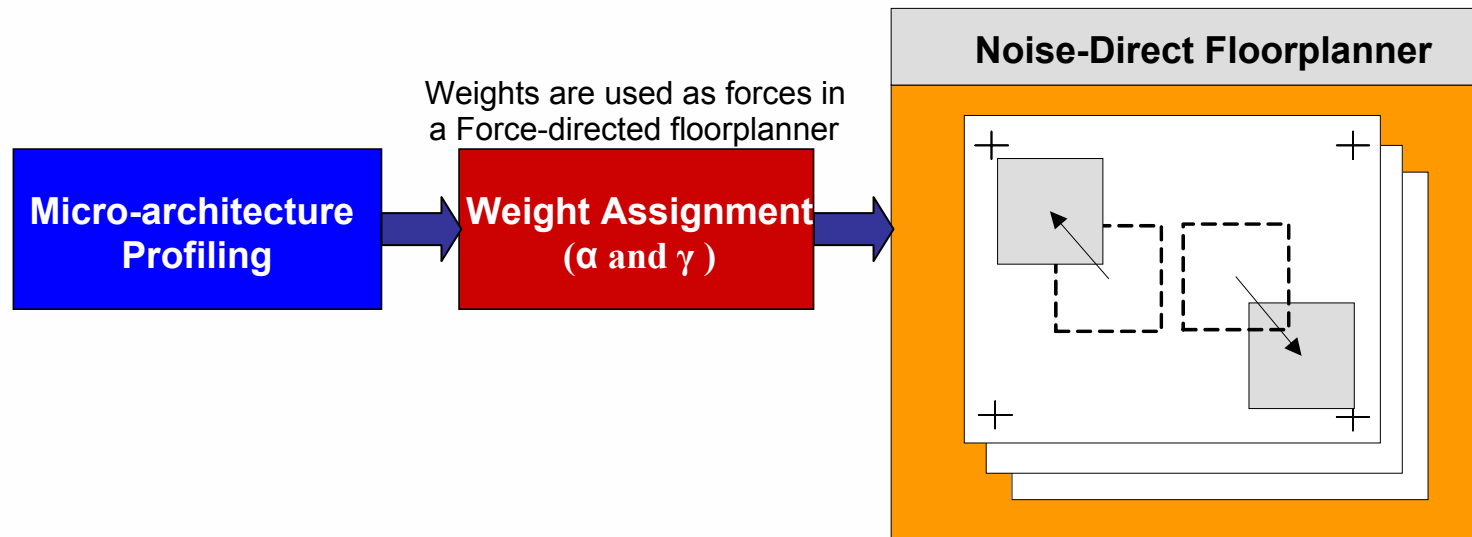 Noise-Direct Floorplanner
Weights are used as forces in
a Force-directed floorplanner
Micro-architecture
Profiling
Weight Assignment
(α and γ )